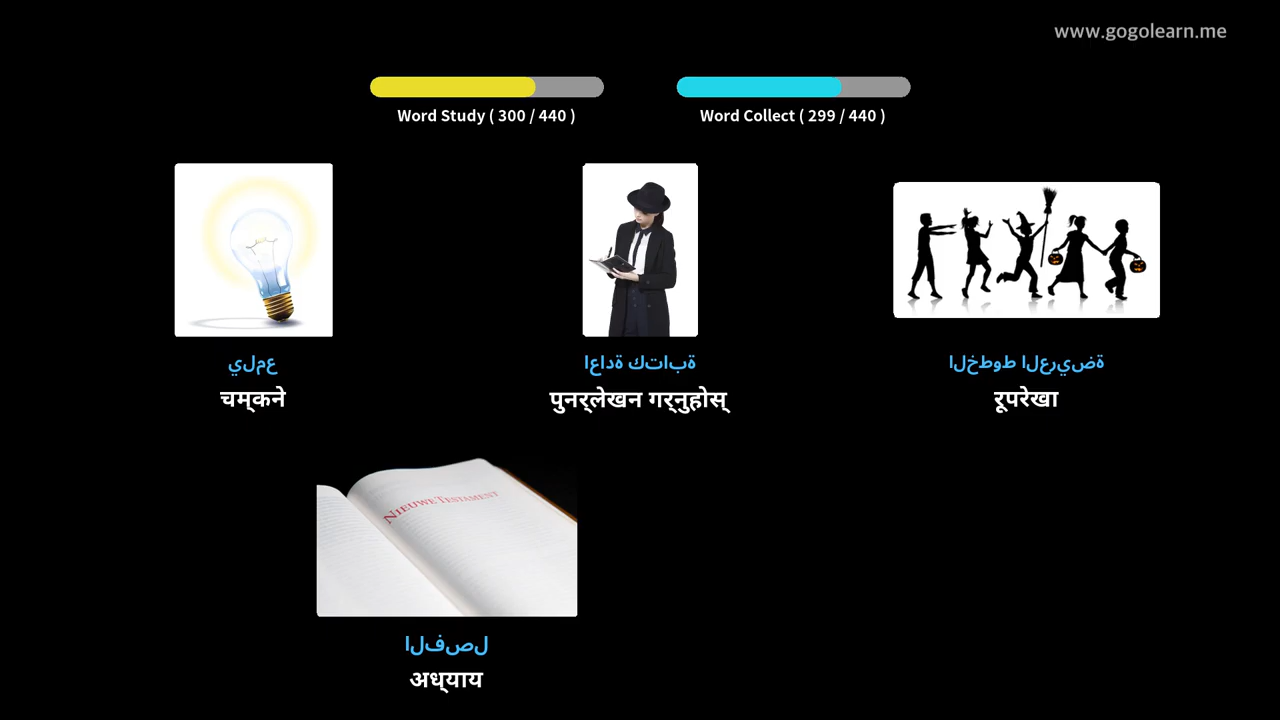 www.gogolearn.me
Word Study ( 300 / 440 )
Word Collect ( 299 / 440 )
يلمع
चम्कने
اعادة كتابة
पुनर्लेखन गर्नुहोस्
الخطوط العريضة
रूपरेखा
NIEUWE TESTAMENT
الفصل
अध्याय